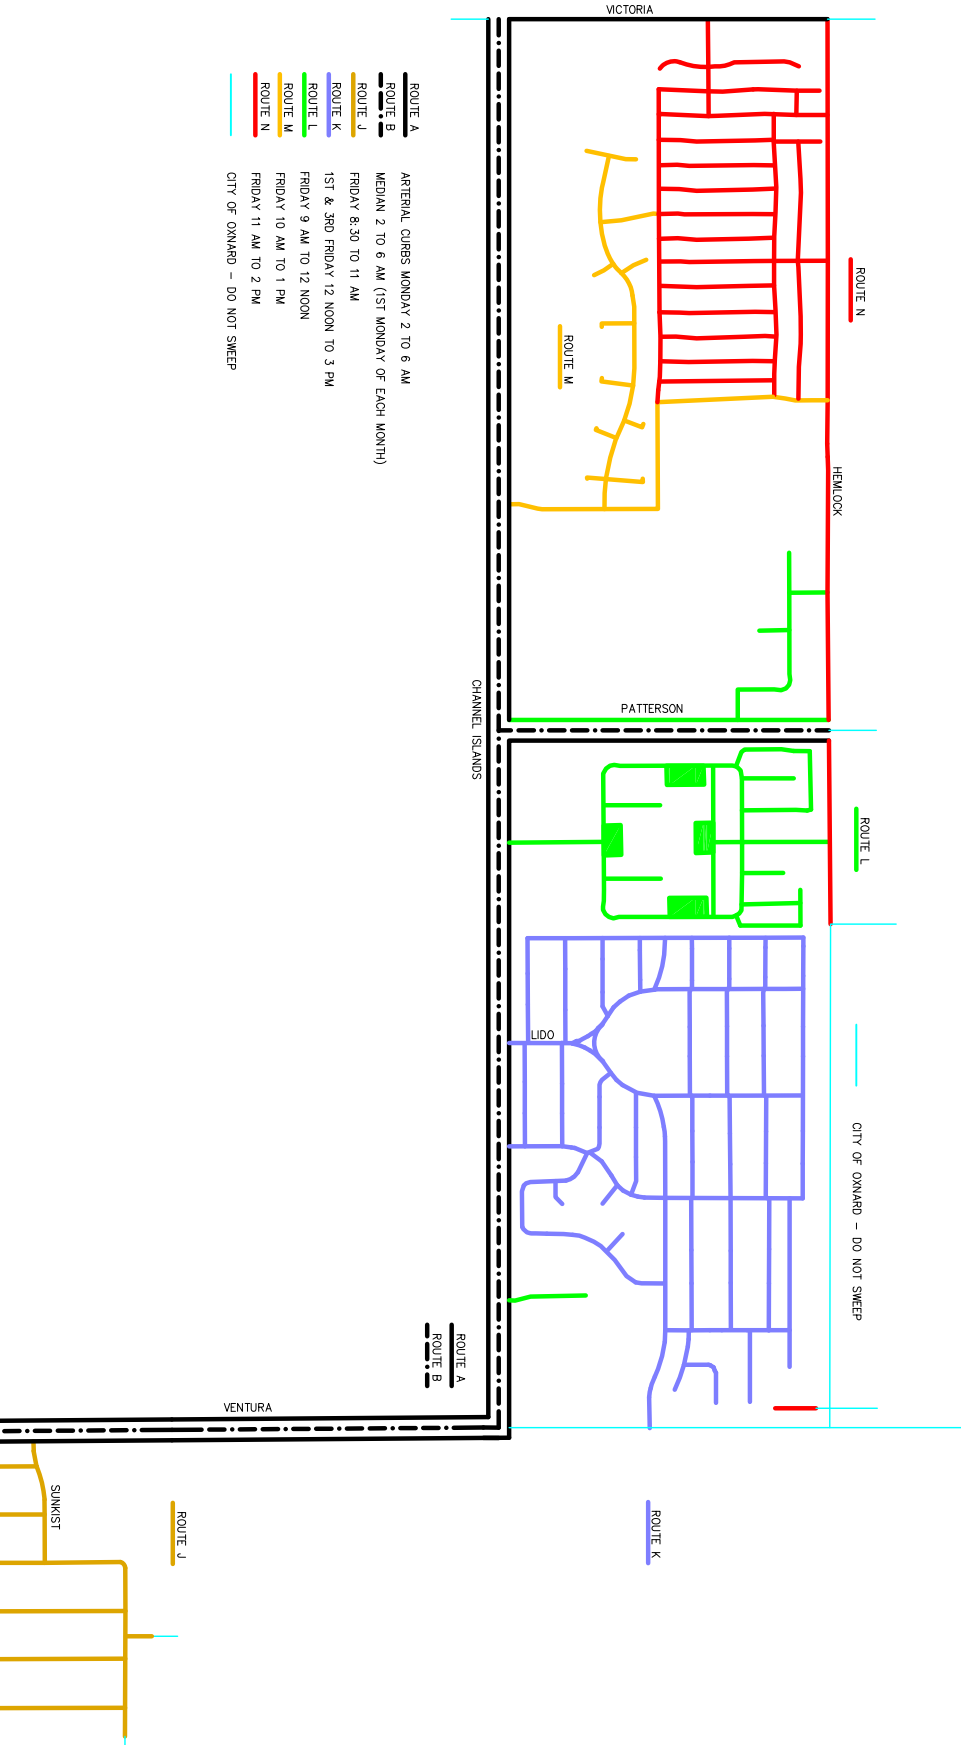 VICTORIA
ROUTE A ARTERIAL CURBS MONDAY 2 TO 6 AM
ROUTE B MEDIAN 2 TO 6 AM (1ST MONDAY OF EACH MONTH)
ROUTE J FRIDAY 8:30 TO 11 AM
ROUTE K 1ST & 3RD FRIDAY 12 NOON TO 3 PM
ROUTE L FRIDAY 9 AM TO 12 NOON
ROUTE M FRIDAY 10 AM TO 1 PM
ROUTE N FRIDAY 11 AM TO 2 PM
CITY OF OXNARD - DO NOT SWEEP
ROUTE N
ROUTE M
HEMLOCK
CHANNEL ISLANDS
PATTERSON
ROUTE L
LIDO
CITY OF OXNARD - DO NOT SWEEP
ROUTE A
ROUTE B
VENTURA
SUNKIST
ROUTE J
ROUTE K